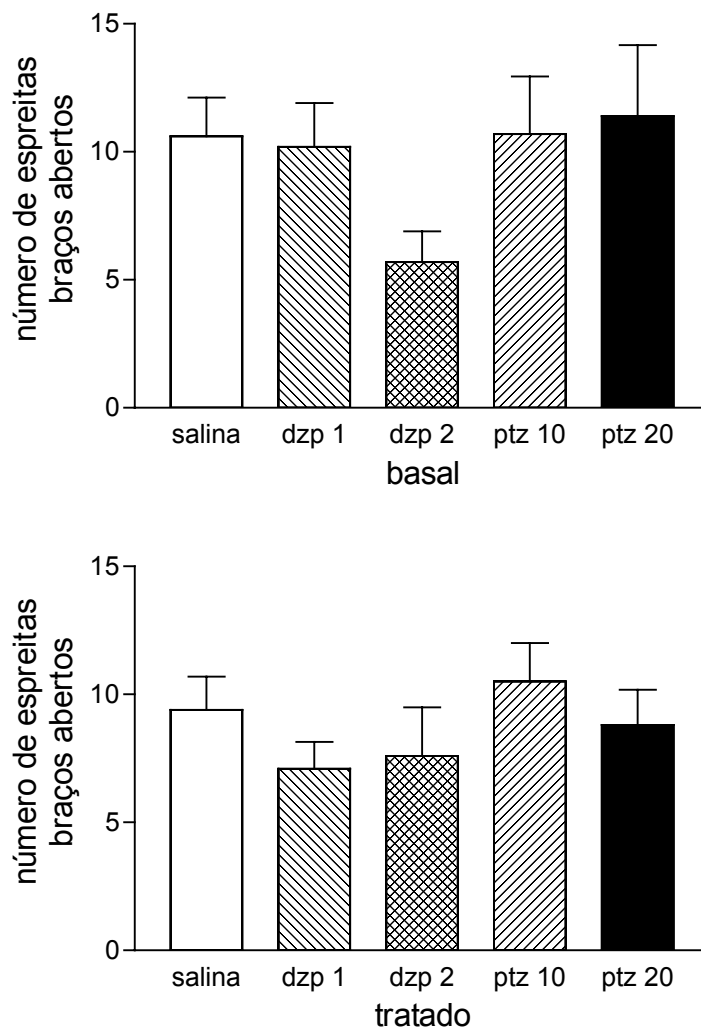 número de espreitas
braços abertos
15
10
5
0
salina dzp 1 dzp 2 ptz 10 ptz 20
basal
número de espreitas
braços abertos
15
10
5
0
salina dzp 1 dzp 2 ptz 10 ptz 20
tratado